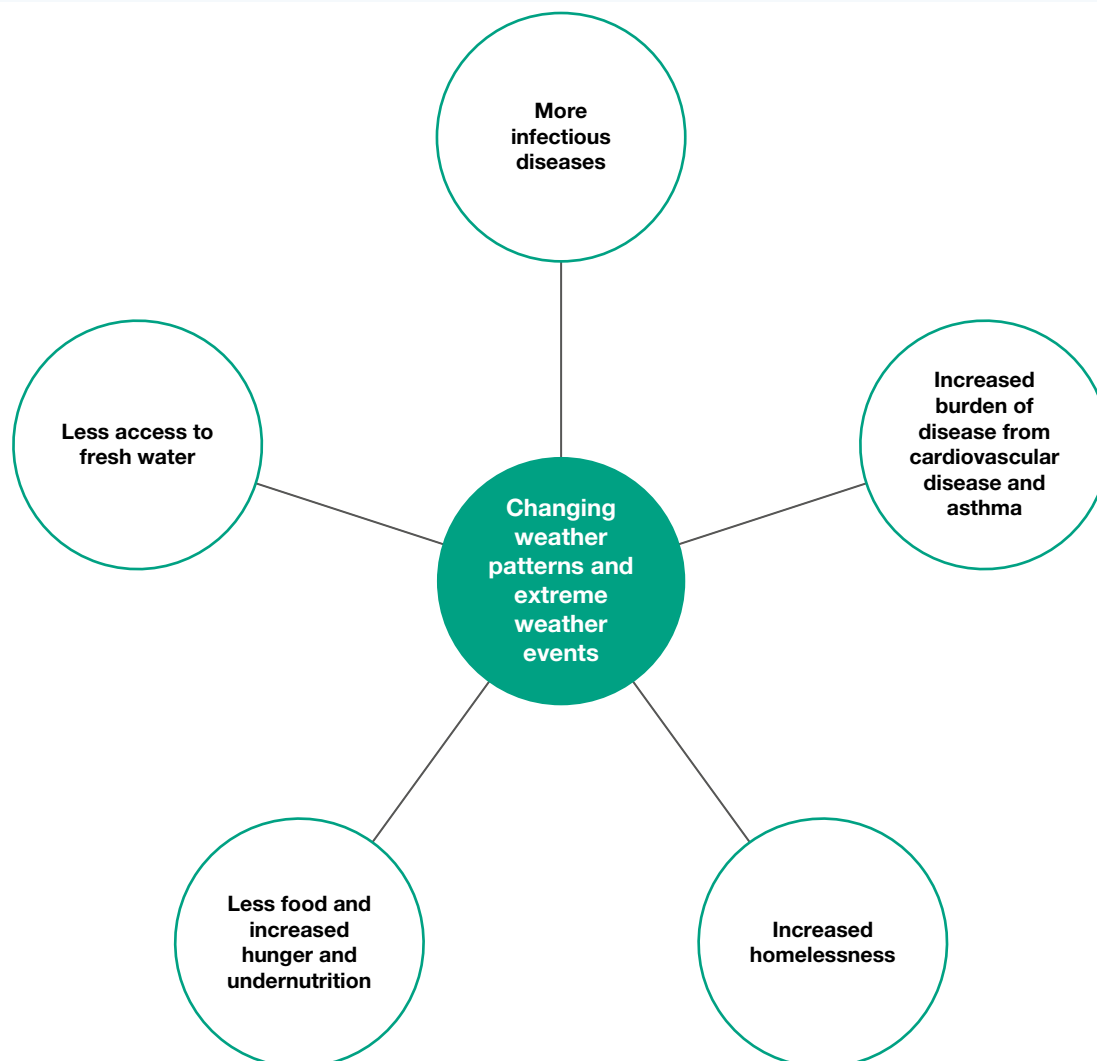 More
infectious
diseases
Increased
burden of
disease from
cardiovascular
disease and
asthma
Less access to
fresh water
Changing
weather
patterns and
extreme
weather
events
Less food and
increased
hunger and
undernutrition
Increased
homelessness